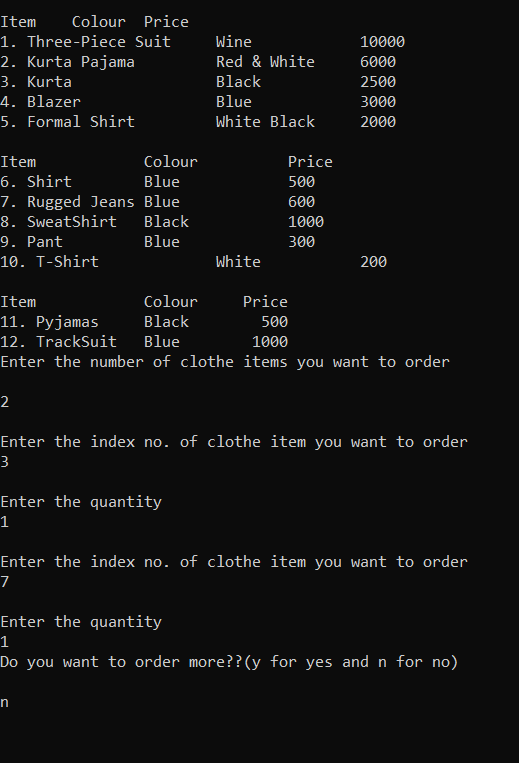 Item    Colour  Price
1. Three-Piece Suit     Wine            10000
2. Kurta Pajama         Red & White     6000
3. Kurta                Black           2500
4. Blazer               Blue            3000
5. Formal Shirt         White Black     2000
Item            Colour          Price
6. Shirt        Blue            500
7. Rugged Jeans Blue            600
8. SweatShirt   Black           1000
9. Pant         Blue            300
10. T-Shirt             White           200
Item            Colour     Price
11. Pyjamas     Black        500
12. TrackSuit   Blue        1000
Enter the number of clothe items you want to order
2
Enter the index no. of clothe item you want to order
3
Enter the quantity
1
Enter the index no. of clothe item you want to order
7
Enter the quantity
1
Do you want to order more??(y for yes and n for no)
n